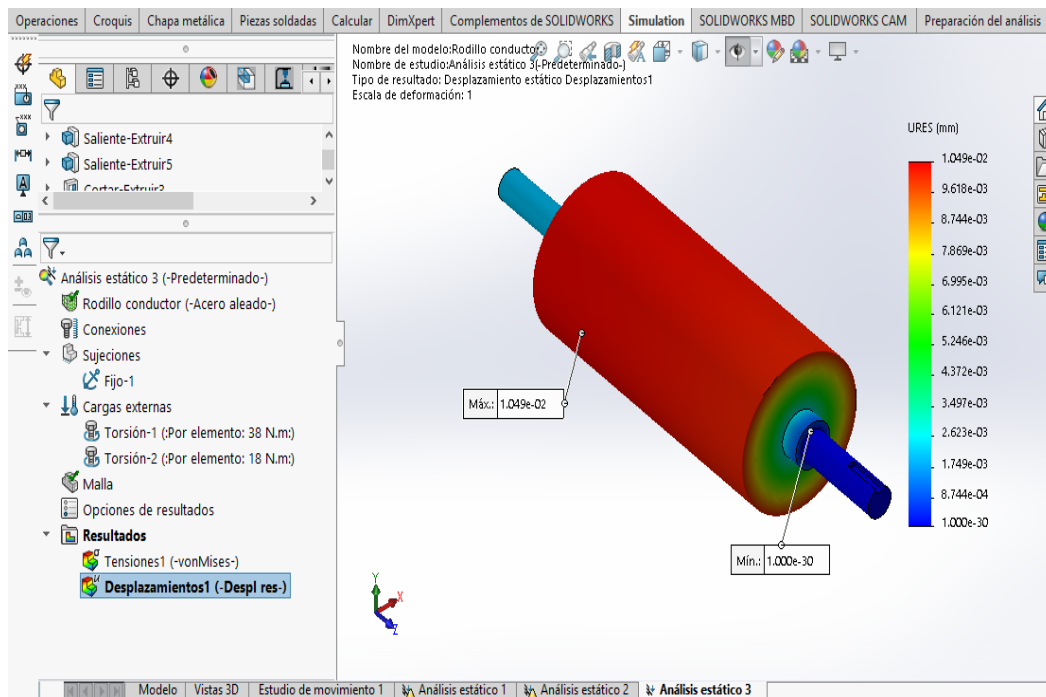 Operaciones Croquis Chapa metálica Piezas soldadas Calcular DimXpert Complementos de SOLIDWORKS Simulation SOLIDWORKS MBD SOLIDWORKS CAM Preparación del análisis
Nombre del modelo:Rodillo conductor
Nombre de estudio:Análisis estático 3(-Predeterminado-)
Tipo de resultado: Desplazamiento estático Desplazamientos1
Escala de deformación: 1
Saliente-Extruir4
Saliente-Extruir5
Cortar-Extruir3
Análisis estático 3 (-Predeterminado-)
Rodillo conductor (-Acero aleado-)
Conexiones
Sujeciones
Fijo-1
Cargas externas
Torsión-1 (:Por elemento: 38 N.m:)
Torsión-2 (:Por elemento: 18 N.m:)
Malla
Opciones de resultados
Resultados
Tensiones1 (-vonMises-)
Desplazamientos1 (-Despl res-)
URES (mm)
1.049e-02
9.618e-03
8.744e-03
7.869e-03
6.995e-03
6.121e-03
5.246e-03
4.372e-03
3.497e-03
2.623e-03
1.749e-03
8.744e-04
1.000e-30
Máx.: 1.049e-02
Mín.: 1.000e-30
Y
X
Z
Modelo Vistas 3D Estudio de movimiento 1 Análisis estático 1 Análisis estático 2 Análisis estático 3